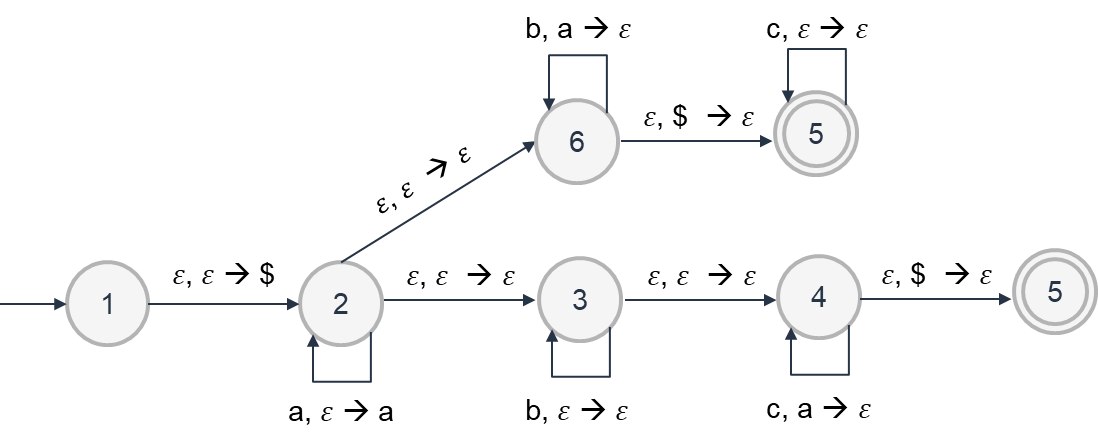 b, a → ε
c, ε → ε
6
ε, $ → ε
5
ε, ε → ε
1
ε, ε → $
2
ε, ε → ε
3
ε, ε → ε
4
ε, $ → ε
5
a, ε → a
b, ε → ε
c, a → ε